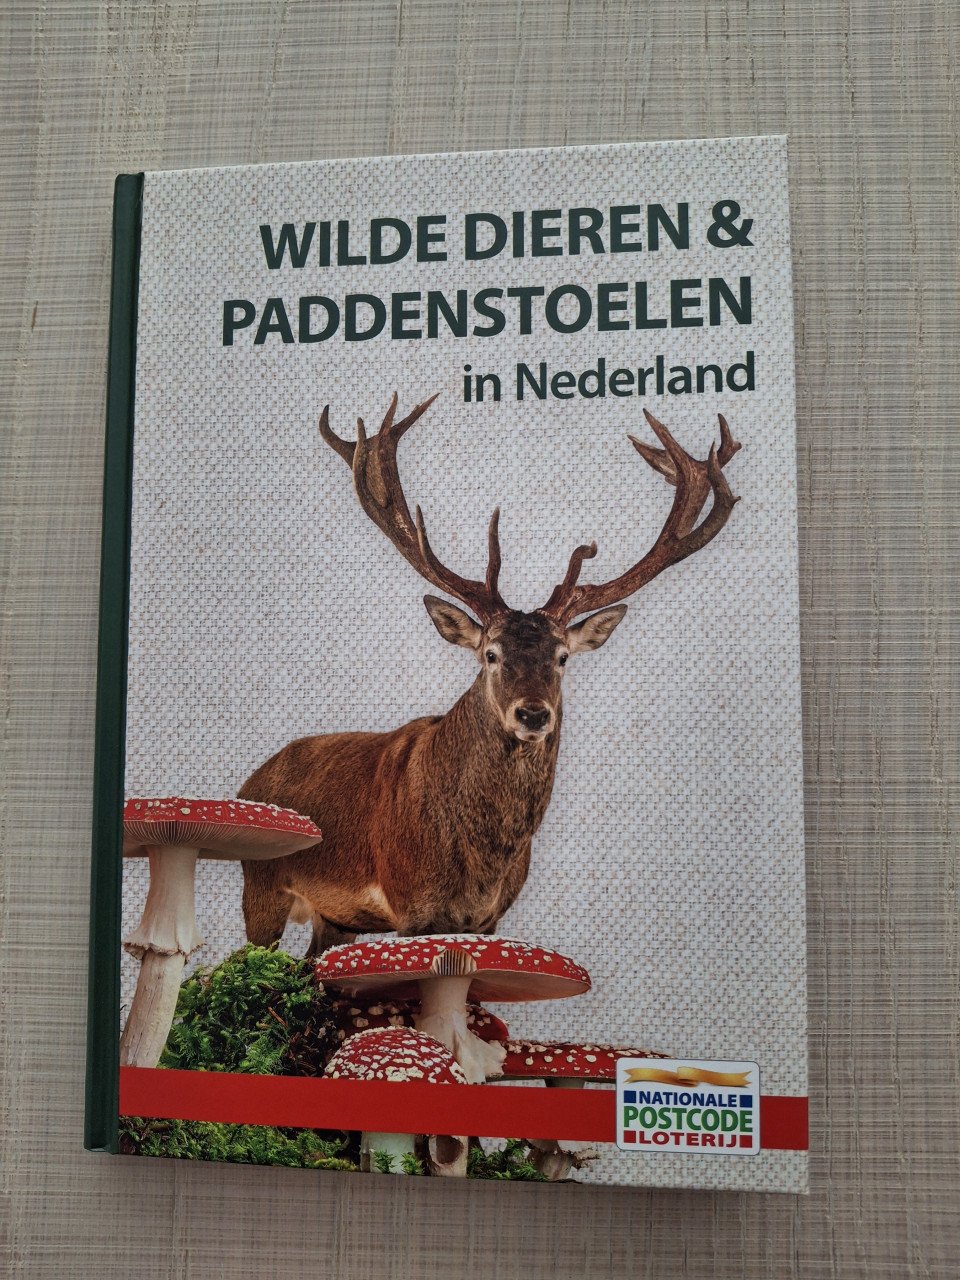 WILDE DIEREN &
PADDENSTOELEN
in Nederland
NATIONALE
POSTCODE
LOTERIJ